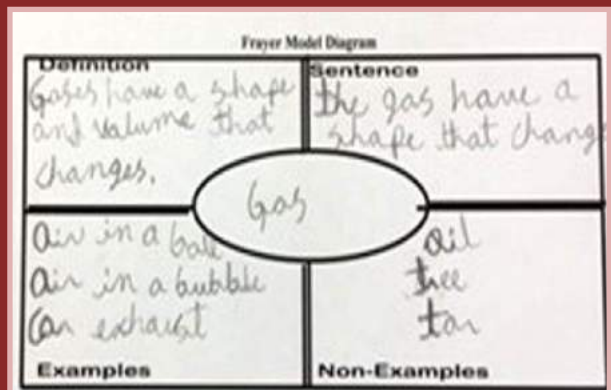 Frayer Model Diagram
Definition
Gases have a shape
and valume that
changes.
Sentence
the gas have a
shape that change
Gas
air in a ball
air in a bubble
Car exhaust
Examples
oil
tree
tar
Non-Examples